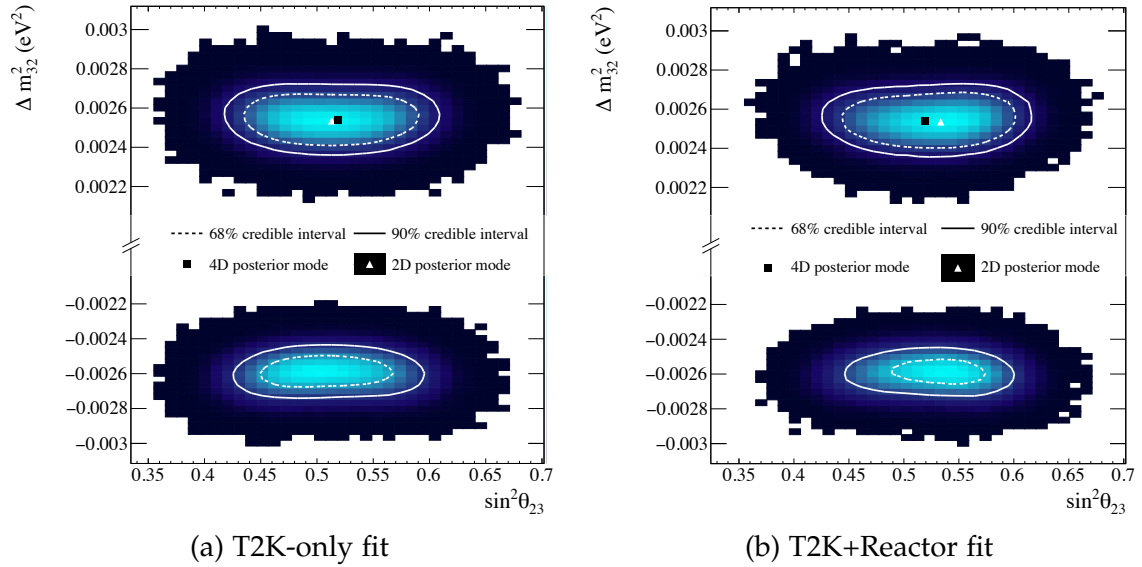 Δ m²₃₂ (eV²)
0.003
0.0028
0.0026
0.0024
0.0022
68% credible interval
90% credible interval
4D posterior mode
2D posterior mode
−0.0022
−0.0024
−0.0026
−0.0028
−0.003
0.35 0.4 0.45 0.5 0.55 0.6 0.65 0.7
sin²θ₂₃
(a) T2K-only fit
Δ m²₃₂ (eV²)
0.003
0.0028
0.0026
0.0024
0.0022
68% credible interval
90% credible interval
4D posterior mode
2D posterior mode
−0.0022
−0.0024
−0.0026
−0.0028
−0.003
0.35 0.4 0.45 0.5 0.55 0.6 0.65 0.7
sin²θ₂₃
(b) T2K+Reactor fit